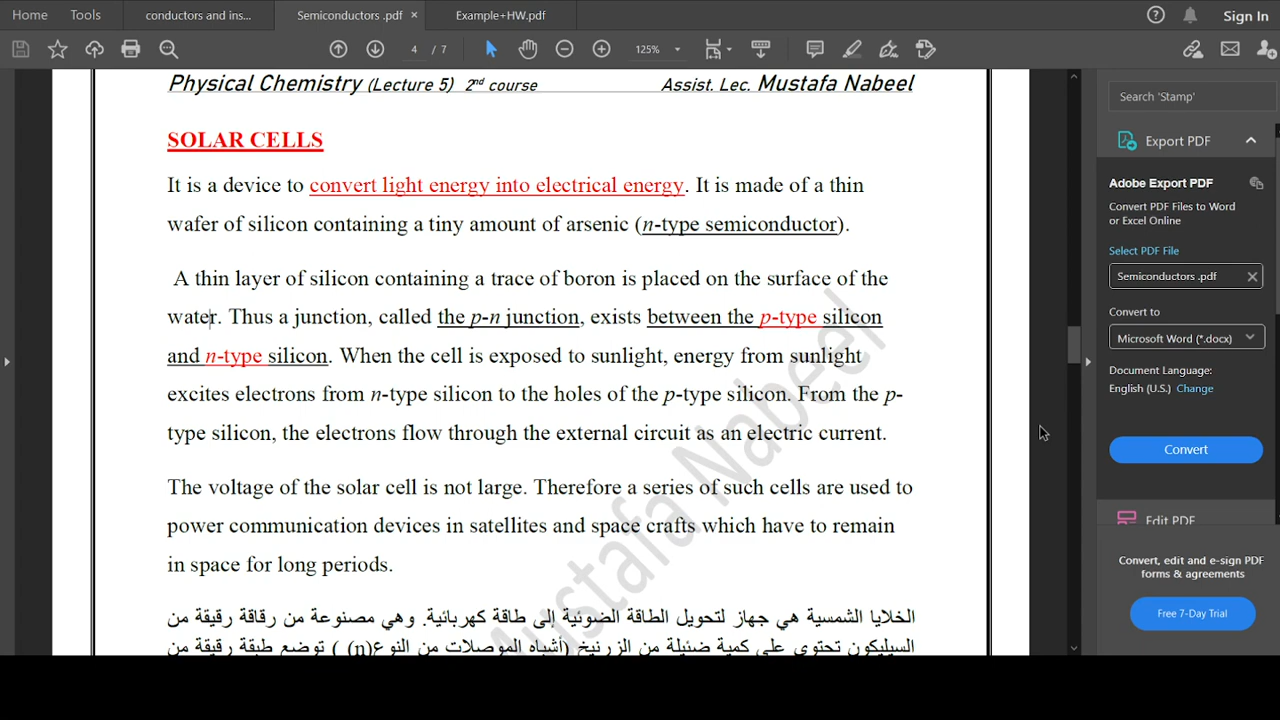 Home Tools conductors and ins... Semiconductors .pdf × Example+HW.pdf Sign In
4 / 7 125%
Physical Chemistry (Lecture 5) 2nd course Assist. Lec. Mustafa Nabeel
SOLAR CELLS
It is a device to convert light energy into electrical energy. It is made of a thin
wafer of silicon containing a tiny amount of arsenic (n-type semiconductor).
A thin layer of silicon containing a trace of boron is placed on the surface of the
water. Thus a junction, called the p-n junction, exists between the p-type silicon
and n-type silicon. When the cell is exposed to sunlight, energy from sunlight
excites electrons from n-type silicon to the holes of the p-type silicon. From the p-
type silicon, the electrons flow through the external circuit as an electric current.
The voltage of the solar cell is not large. Therefore a series of such cells are used to
power communication devices in satellites and space crafts which have to remain
in space for long periods.
الخلايا الشمسية هي جهاز لتحويل الطاقة الضوئية إلى طاقة كهربائية. وهي مصنوعة من رقاقة رقيقة من
السيليكون تحتوي على كمية ضئيلة من الزرنيخ (أشباه الموصلات من النوع(n) ) توضع طبقة رقيقة من
Mustafa Nabeel
Search 'Stamp'
Export PDF
Adobe Export PDF
Convert PDF Files to Word
or Excel Online
Select PDF File
Semiconductors .pdf
Convert to
Microsoft Word (*.docx)
Document Language:
English (U.S.) Change
Convert
Edit PDF
Convert, edit and e-sign PDF
forms & agreements
Free 7-Day Trial